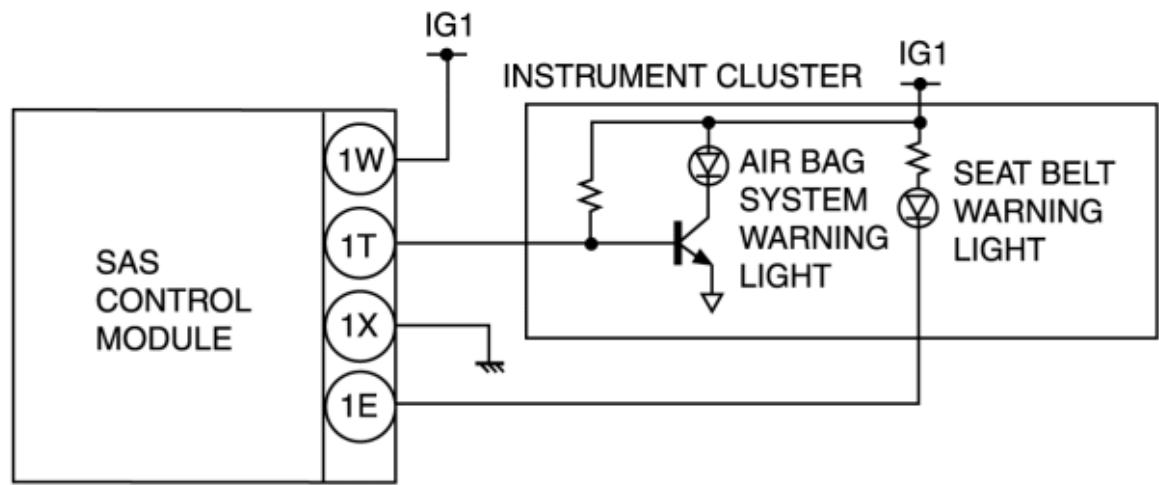 IG1
IG1
INSTRUMENT CLUSTER
1W
AIR BAG
SYSTEM
WARNING
LIGHT
SEAT BELT
WARNING
LIGHT
1T
SAS
CONTROL
MODULE
1X
1E